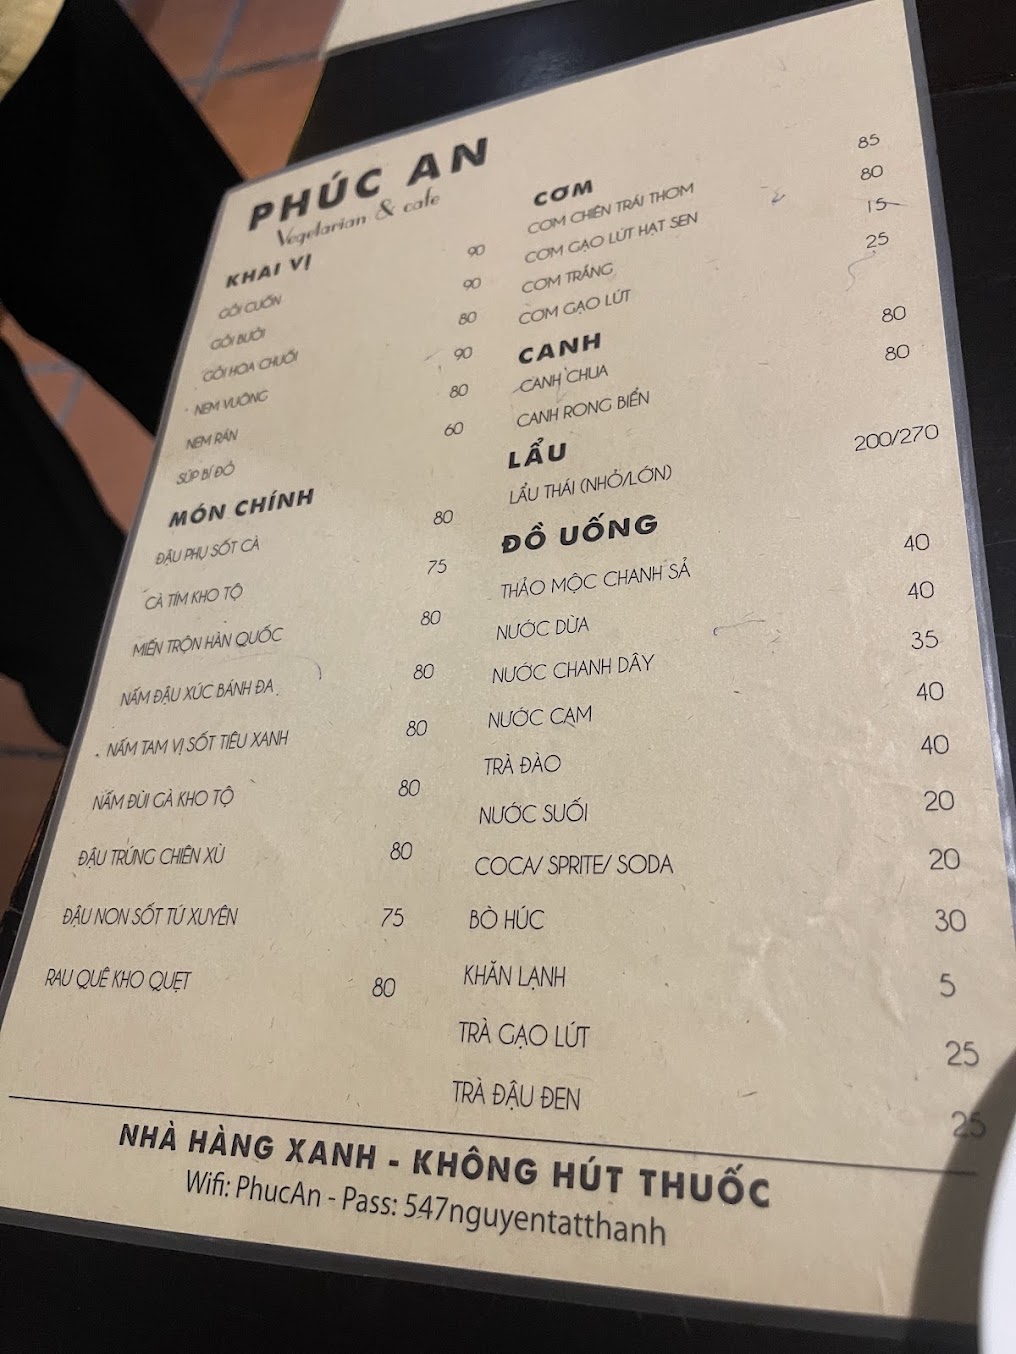 PHÚC AN
Vegetarian & cafe
KHAI VỊ
GỎI CUỐN 90
GỎI BƯỞI 90
GỎI HOA CHUỐI 80
NEM VUÔNG 90
NEM RÁN 80
SÚP BÍ ĐỎ 60
MÓN CHÍNH
ĐẬU PHỤ SỐT CÀ 80
CÀ TÍM KHO TỘ 75
MIẾN TRỘN HÀN QUỐC 80
NẤM ĐẬU XÚC BÁNH ĐA 80
NẤM TAM VỊ SỐT TIÊU XANH 80
NẤM ĐÙI GÀ KHO TỘ 80
ĐẬU TRỨNG CHIÊN XÙ 80
ĐẬU NON SỐT TỨ XUYÊN 75
RAU QUÊ KHO QUẸT 80
CƠM
CƠM CHIÊN TRÁI THƠM 85
CƠM GẠO LỨT HẠT SEN 80
CƠM TRẮNG 15
CƠM GẠO LỨT 25
CANH
CANH CHUA 80
CANH RONG BIỂN 80
LẨU
LẨU THÁI (NHỎ/LỚN) 200/270
ĐỒ UỐNG
THẢO MỘC CHANH SẢ 40
NƯỚC DỪA 40
NƯỚC CHANH DÂY 35
NƯỚC CAM 40
TRÀ ĐÀO 40
NƯỚC SUỐI 20
COCA/ SPRITE/ SODA 20
BÒ HÚC 30
KHĂN LẠNH 5
TRÀ GẠO LỨT 25
TRÀ ĐẬU ĐEN 25
NHÀ HÀNG XANH - KHÔNG HÚT THUỐC
Wifi: PhucAn - Pass: 547nguyentatthanh